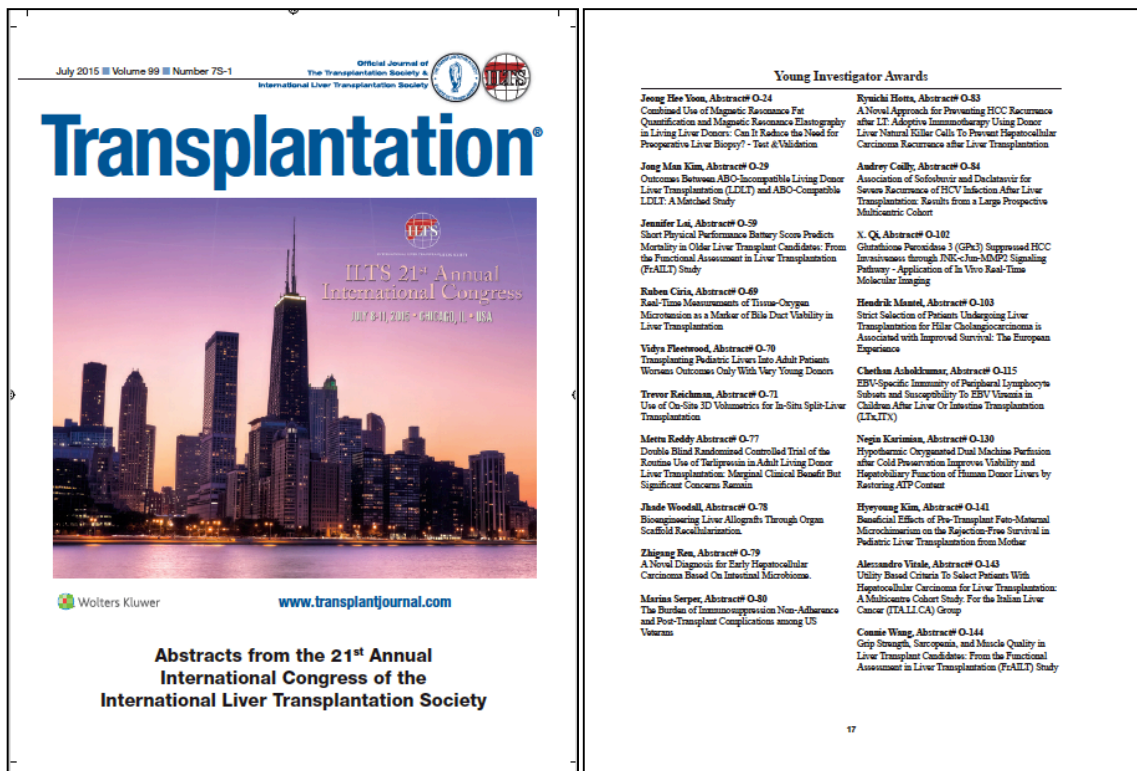 Official Journal of
The Transplantation Society &
International Liver Transplantation Society
July 2015 ■ Volume 99 ■ Number 7S-1
ILTS
Transplantation®
ILTS
ILTS 21st Annual
International Congress
JULY 8-11, 2015 • CHICAGO, IL • USA
Wolters Kluwer
www.transplantjournal.com
Abstracts from the 21st Annual
International Congress of the
International Liver Transplantation Society
Young Investigator Awards
Jeong Hee Yoon, Abstract# O-24
Combined Use of Magnetic Resonance Fat
Quantification and Magnetic Resonance Elastography
in Living Liver Donors: Can It Reduce the Need for
Preoperative Liver Biopsy? - Test &Validation
Jong Man Kim, Abstract# O-29
Outcomes Between ABO-Incompatible Living Donor
Liver Transplantation (LDLT) and ABO-Compatible
LDLT: A Matched Study
Jennifer Lai, Abstract# O-59
Short Physical Performance Battery Score Predicts
Mortality in Older Liver Transplant Candidates: From
the Functional Assessment in Liver Transplantation
(FrAILT) Study
Ruben Ciria, Abstract# O-69
Real-Time Measurements of Tissue-Oxygen
Microtension as a Marker of Bile Duct Viability in
Liver Transplantation
Vidya Fleetwood, Abstract# O-70
Transplanting Pediatric Livers Into Adult Patients
Worsens Outcomes Only With Very Young Donors
Trevor Reichman, Abstract# O-71
Use of On-Site 3D Volumetrics for In-Situ Split-Liver
Transplantation
Mettu Reddy Abstract# O-77
Double Blind Randomized Controlled Trial of the
Routine Use of Terlipressin in Adult Living Donor
Liver Transplantation: Marginal Clinical Benefit But
Significant Concerns Remain
Jhade Woodall, Abstract# O-78
Bioengineering Liver Allografts Through Organ
Scaffold Recellularization.
Zhigang Ren, Abstract# O-79
A Novel Diagnosis for Early Hepatocellular
Carcinoma Based On Intestinal Microbiome.
Marina Serper, Abstract# O-80
The Burden of Immunosuppression Non-Adherence
and Post-Transplant Complications among US
Veterans
Ryuichi Hotta, Abstract# O-83
A Novel Approach for Preventing HCC Recurrence
after LT: Adoptive Immunotherapy Using Donor
Liver Natural Killer Cells To Prevent Hepatocellular
Carcinoma Recurrence after Liver Transplantation
Audrey Coilly, Abstract# O-84
Association of Sofosbuvir and Daclatasvir for
Severe Recurrence of HCV Infection After Liver
Transplantation: Results from a Large Prospective
Multicentric Cohort
X. Qi, Abstract# O-102
Glutathione Peroxidase 3 (GPx3) Suppressed HCC
Invasiveness through JNK-cJun-MMP2 Signaling
Pathway - Application of In Vivo Real-Time
Molecular Imaging
Hendrik Mantel, Abstract# O-103
Strict Selection of Patients Undergoing Liver
Transplantation for Hilar Cholangiocarcinoma is
Associated with Improved Survival: The European
Experience
Chethan Ashokkumar, Abstract# O-115
EBV-Specific Immunity of Peripheral Lymphocyte
Subsets and Susceptibility To EBV Viremia in
Children After Liver Or Intestine Transplantation
(LTx,ITX)
Negin Karimian, Abstract# O-130
Hypothermic Oxygenated Dual Machine Perfusion
after Cold Preservation Improves Viability and
Hepatobiliary Function of Human Donor Livers by
Restoring ATP Content
Hyeyoung Kim, Abstract# O-141
Beneficial Effects of Pre-Transplant Feto-Maternal
Microchimerism on the Rejection-Free Survival in
Pediatric Liver Transplantation from Mother
Alessandro Vitale, Abstract# O-143
Utility Based Criteria To Select Patients With
Hepatocellular Carcinoma for Liver Transplantation:
A Multicentre Cohort Study. For the Italian Liver
Cancer (ITA.LI.CA) Group
Connie Wang, Abstract# O-144
Grip Strength, Sarcopenia, and Muscle Quality in
Liver Transplant Candidates: From the Functional
Assessment in Liver Transplantation (FrAILT) Study
17